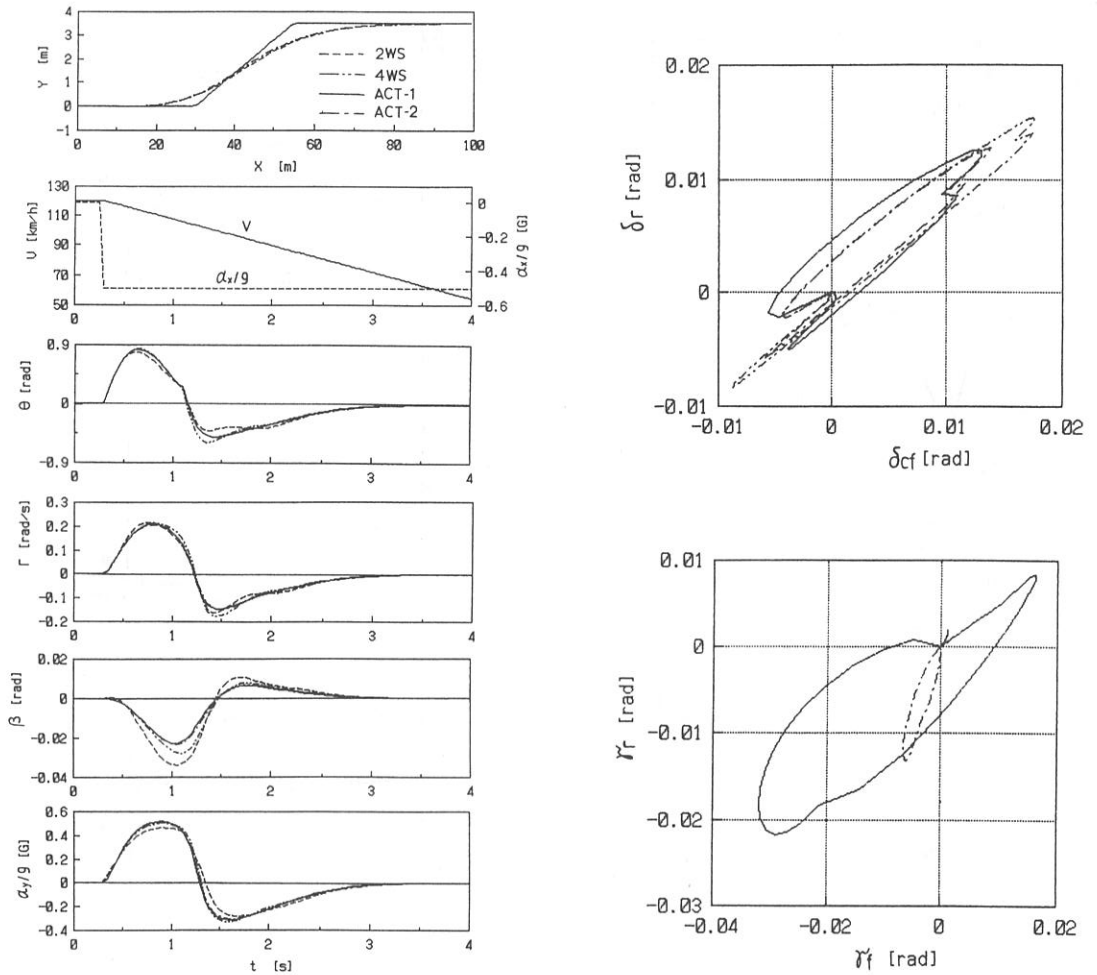 4
3
2
1
0
-1
Y [m]
2WS
4WS
ACT-1
ACT-2
0 20 40 60 80 100
X [m]
130
110
90
70
50
U [km/h]
V
αx/g
0
-0.2
-0.4
-0.6
αx/g [G]
0 1 2 3 4
0.9
0
-0.9
θ [rad]
0 1 2 3 4
0.3
0.2
0.1
0
-0.1
-0.2
Γ [rad/s]
0 1 2 3 4
0.02
0
-0.02
-0.04
β [rad]
0 1 2 3 4
0.6
0.4
0.2
0
-0.2
-0.4
αy/g [G]
0 1 2 3 4
t [s]
0.02
0.01
0
-0.01
δr [rad]
-0.01 0 0.01 0.02
δcf [rad]
0.01
0
-0.01
-0.02
-0.03
γr [rad]
-0.04 -0.02 0 0.02
γf [rad]